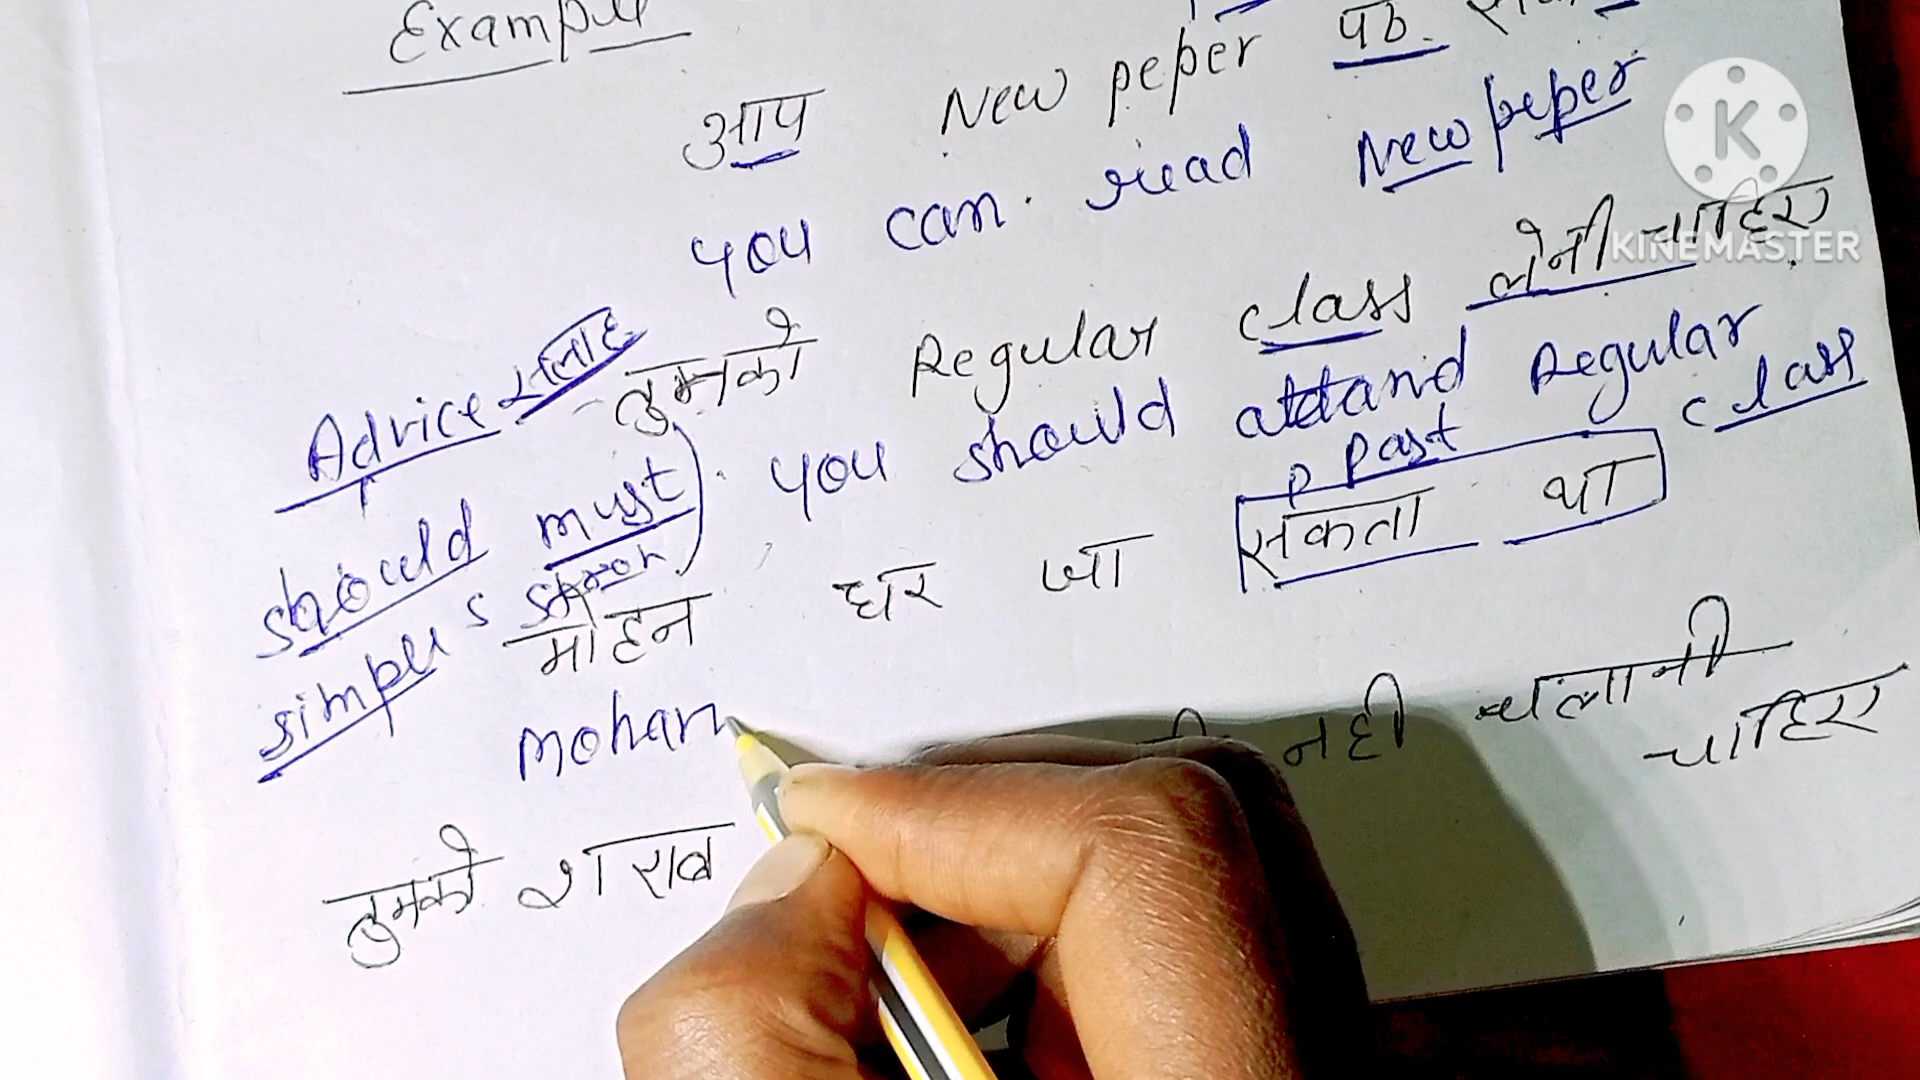 Example
आप New peper पढ़
you can. read New peper
तुमको Regular class लेनी चाहिए
Advice सलाह
you should attand Regular class
should must
simple s
P Past
मोहन घर जा सकता था
Mohan
तुमको शराब नही चलानी चाहिए
K
KINEMASTER